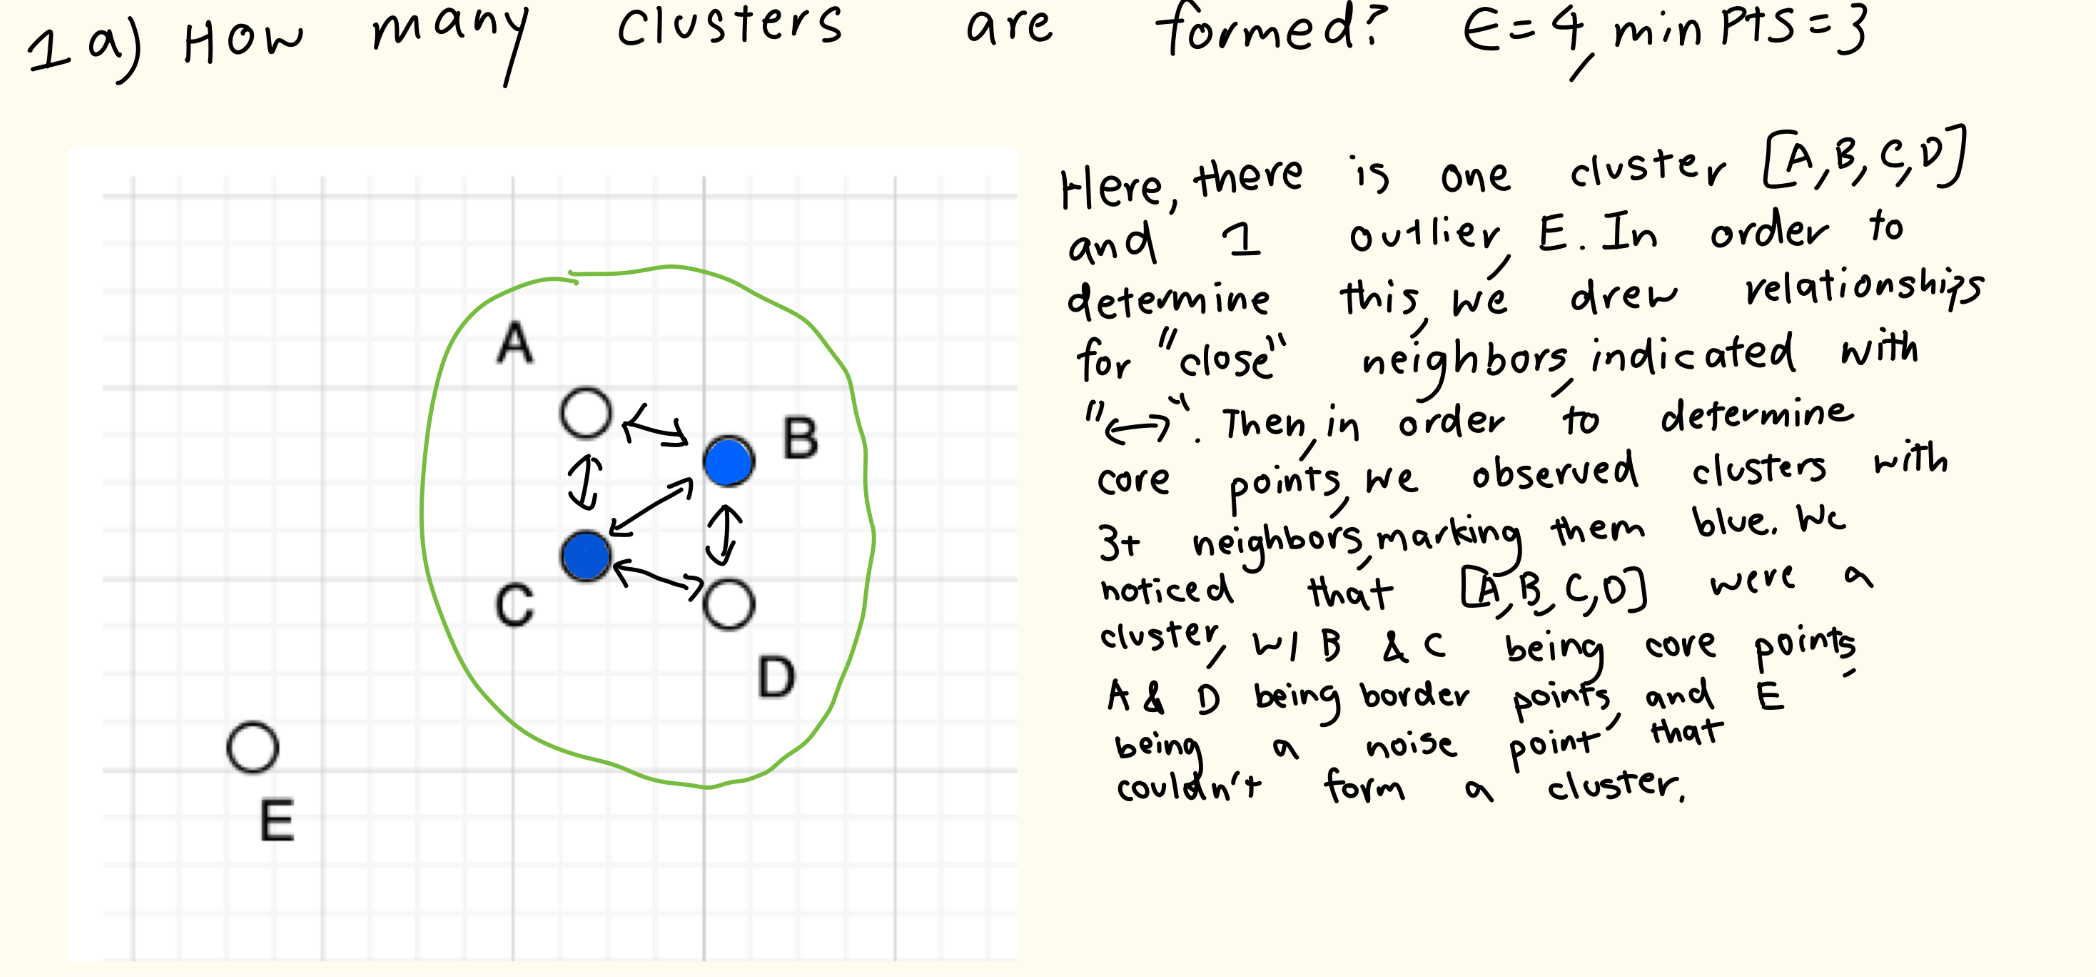 1a) How many clusters are formed? ϵ=4, min Pts=3
Here, there is one cluster [A,B,C,D]
and 1 outlier, E. In order to
determine this, we drew relationships
for "close" neighbors, indicated with
"↔". Then, in order to determine
core points, we observed clusters with
3+ neighbors, marking them blue. We
noticed that [A,B,C,D] were a
cluster, w/ B & C being core points,
A & D being border points, and E
being a noise point that
couldn't form a cluster.
A
B
C
D
E